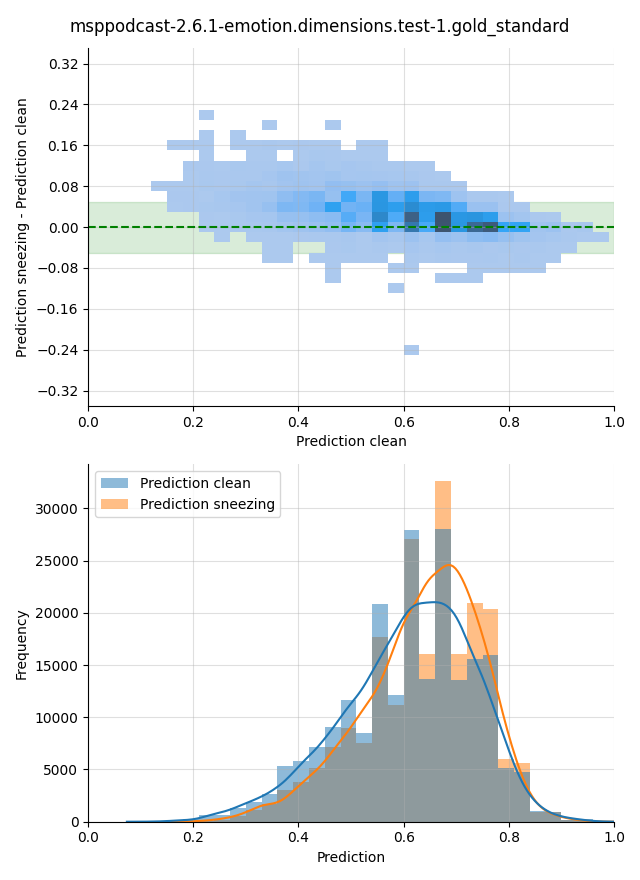 msppodcast-2.6.1-emotion.dimensions.test-1.gold_standard
0.32
0.24
0.16
0.08
0.00
−0.08
−0.16
−0.24
−0.32
Prediction sneezing - Prediction clean
0.0 0.2 0.4 0.6 0.8 1.0
Prediction clean
Prediction clean
Prediction sneezing
30000
25000
20000
15000
10000
5000
0
Frequency
0.0 0.2 0.4 0.6 0.8 1.0
Prediction